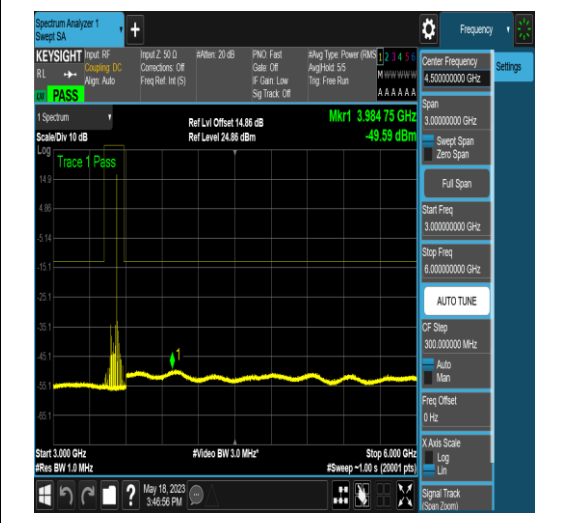 Spectrum Analyzer 1
Swept SA
+
Frequency
KEYSIGHT
RL
Input: RF
Coupling: DC
Align: Auto
Input Z: 50 Ω
Corrections: Off
Freq Ref: Int (S)
#Atten: 20 dB
PNO: Fast
Gate: Off
IF Gain: Low
Sig Track: Off
#Avg Type: Power (RMS
Avg|Hold: 5/5
Trig: Free Run
1 2 3 4 5 6
M W W W W W
A A A A A A
PASS
1 Spectrum
Scale/Div 10 dB
Ref Lvl Offset 14.86 dB
Ref Level 24.86 dBm
Mkr1 3.984 75 GHz
-49.59 dBm
Log
Trace 1 Pass
14.9
4.86
-5.14
-15.1
-25.1
-35.1
-45.1
-55.1
-65.1
1
Start 3.000 GHz
#Res BW 1.0 MHz
#Video BW 3.0 MHz*
Stop 6.000 GHz
#Sweep ~1.00 s (20001 pts)
May 18, 2023
3:46:56 PM
?
Center Frequency
4.500000000 GHz
Span
3.00000000 GHz
Swept Span
Zero Span
Full Span
Start Freq
3.000000000 GHz
Stop Freq
6.000000000 GHz
AUTO TUNE
CF Step
300.000000 MHz
Auto
Man
Freq Offset
0 Hz
X Axis Scale
Log
Lin
Signal Track
(Span Zoom)
Settings